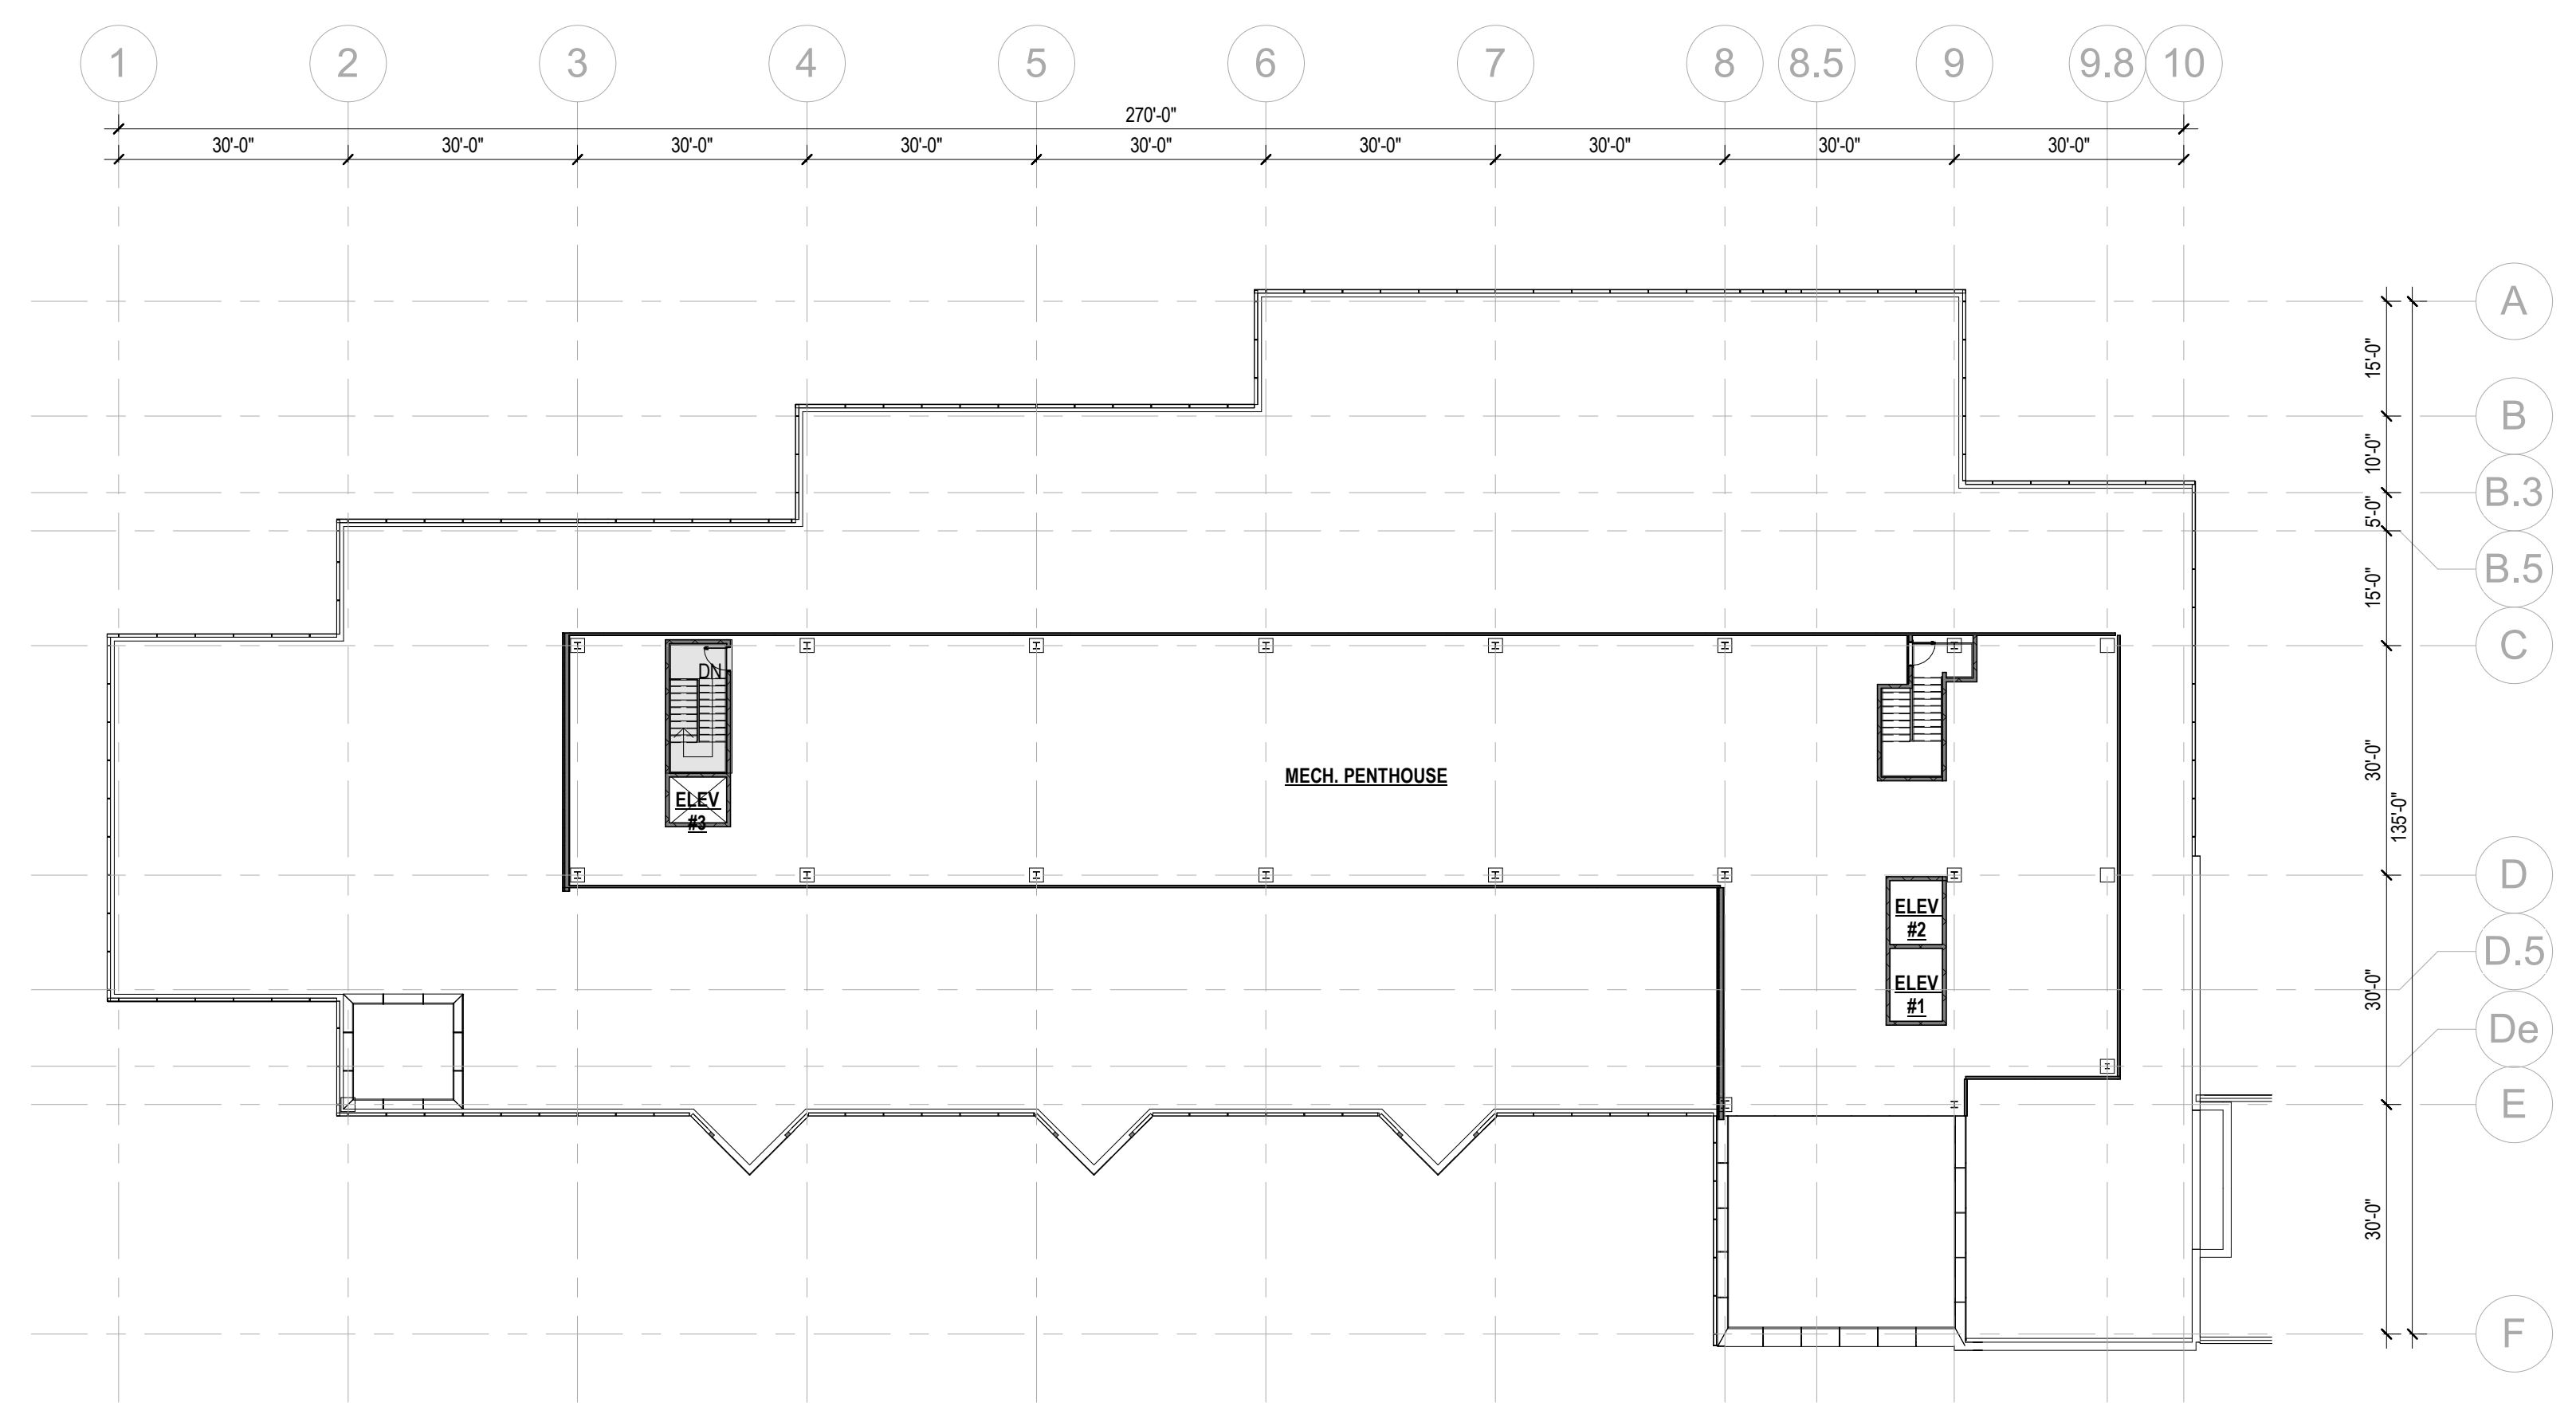 1 2 3 4 5 6 7 8 8.5 9 9.8 10
270'-0"
30'-0" 30'-0" 30'-0" 30'-0" 30'-0" 30'-0" 30'-0" 30'-0" 30'-0"
A
15'-0"
B
10'-0"
B.3
5'-0"
B.5
15'-0"
C
DN
30'-0"
MECH. PENTHOUSE
ELEV
#3
135'-0"
D
ELEV
#2
D.5
ELEV
#1
30'-0"
De
E
30'-0"
F